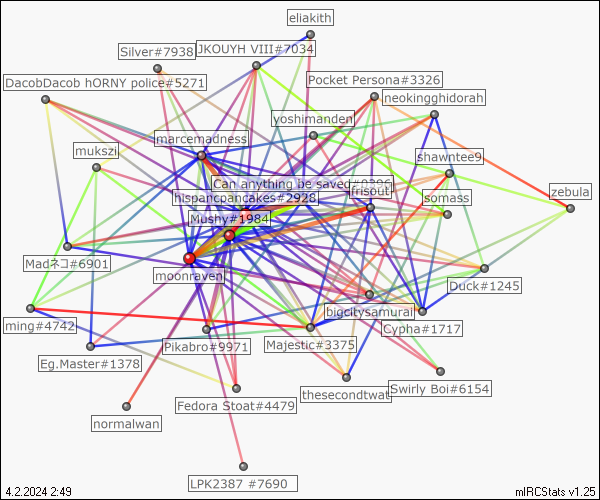 eliakith
Silver#7938
JKOUYH VIII#7034
DacobDacob hORNY police#5271
Pocket Persona#3326
neokingghidorah
yoshimanden
marcemadness
mukszi
shawntee9
Can anything be saved#0286
frisout
zebula
hispancpancakes#2928
somass
Mushy#1984
Madネコ#6901
moonraven
Duck#1245
bigcitysamurai
ming#4742
Cypha#1717
Pikabro#9971
Majestic#3375
Eg.Master#1378
Swirly Boi#6154
thesecondtwat
Fedora Stoat#4479
normalwan
LPK2387 #7690
4.2.2024 2:49
mIRCStats v1.25